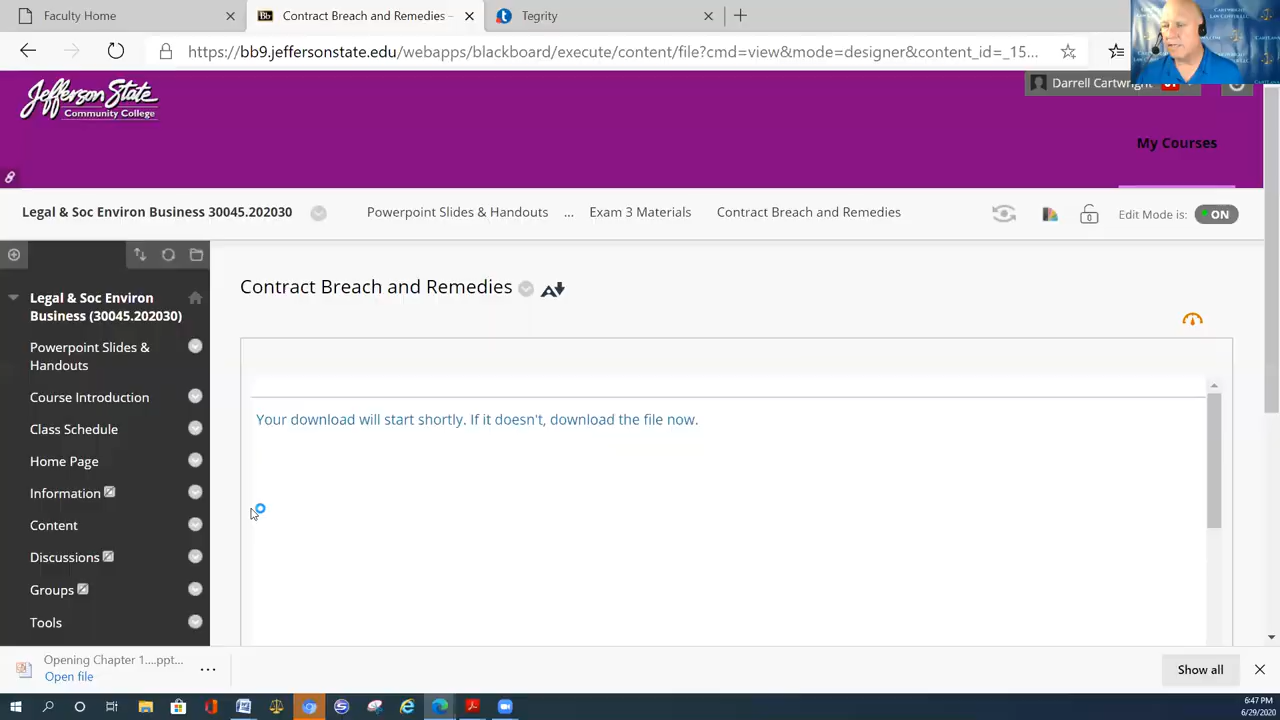 Faculty Home
Bb Contract Breach and Remedies –
Tegrity
https://bb9.jeffersonstate.edu/webapps/blackboard/execute/content/file?cmd=view&mode=designer&content_id=_15...
Jefferson State
Community College
Darrell Cartwright
My Courses
Legal & Soc Environ Business 30045.202030
Powerpoint Slides & Handouts
...
Exam 3 Materials
Contract Breach and Remedies
Edit Mode is:
ON
Legal & Soc Environ
Business (30045.202030)
Powerpoint Slides &
Handouts
Course Introduction
Class Schedule
Home Page
Information
Content
Discussions
Groups
Tools
Contract Breach and Remedies
Your download will start shortly. If it doesn't, download the file now.
Opening Chapter 1....ppt...
Open file
...
Show all
6:47 PM
6/29/2020